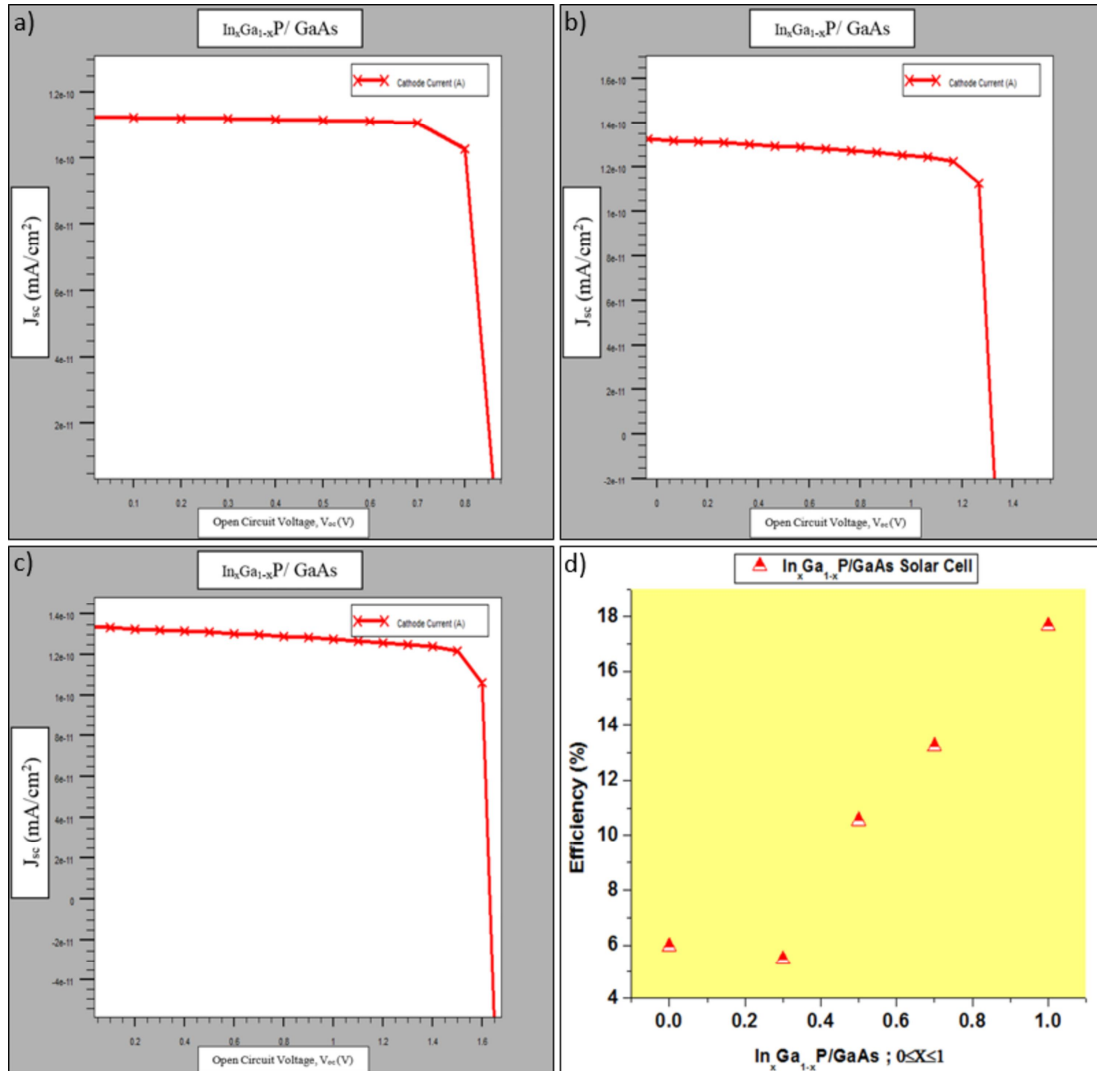 a)
InₓGa₁₋ₓP/ GaAs
Cathode Current (A)
1.2e-10
1e-10
8e-11
6e-11
4e-11
2e-11
Jsc (mA/cm²)
0.1 0.2 0.3 0.4 0.5 0.6 0.7 0.8
Open Circuit Voltage, Voc (V)
b)
InₓGa₁₋ₓP/ GaAs
Cathode Current (A)
1.6e-10
1.4e-10
1.2e-10
1e-10
8e-11
6e-11
4e-11
2e-11
0
-2e-11
Jsc (mA/cm²)
0 0.2 0.4 0.6 0.8 1 1.2 1.4
Open Circuit Voltage, Voc (V)
c)
InₓGa₁₋ₓP/ GaAs
Cathode Current (A)
1.4e-10
1.2e-10
1e-10
8e-11
6e-11
4e-11
2e-11
0
-2e-11
-4e-11
Jsc (mA/cm²)
0.2 0.4 0.6 0.8 1 1.2 1.4 1.6
Open Circuit Voltage, Voc (V)
d)
InₓGa₁₋ₓP/GaAs Solar Cell
18
16
14
12
10
8
6
4
Efficiency (%)
0.0 0.2 0.4 0.6 0.8 1.0
InₓGa₁₋ₓP/GaAs ; 0≤X≤1